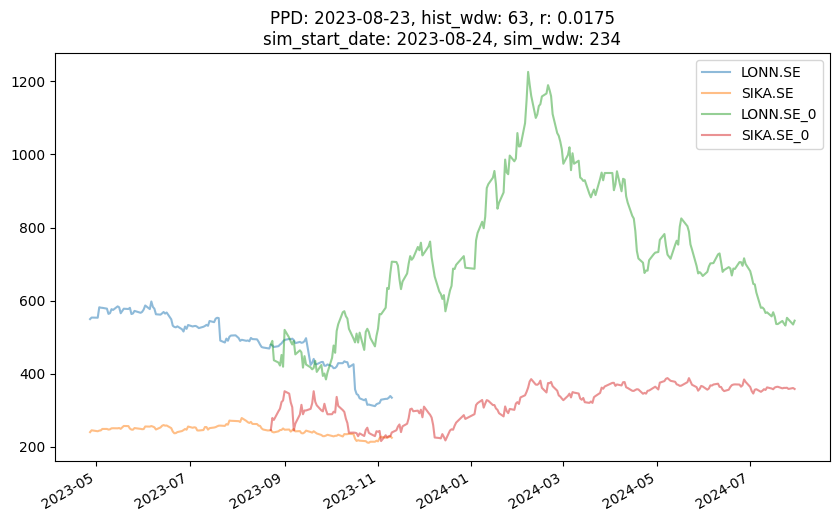 PPD: 2023-08-23, hist_wdw: 63, r: 0.0175
sim_start_date: 2023-08-24, sim_wdw: 234
LONN.SE
SIKA.SE
LONN.SE_0
SIKA.SE_0
1200
1000
800
600
400
200
2023-05
2023-07
2023-09
2023-11
2024-01
2024-03
2024-05
2024-07